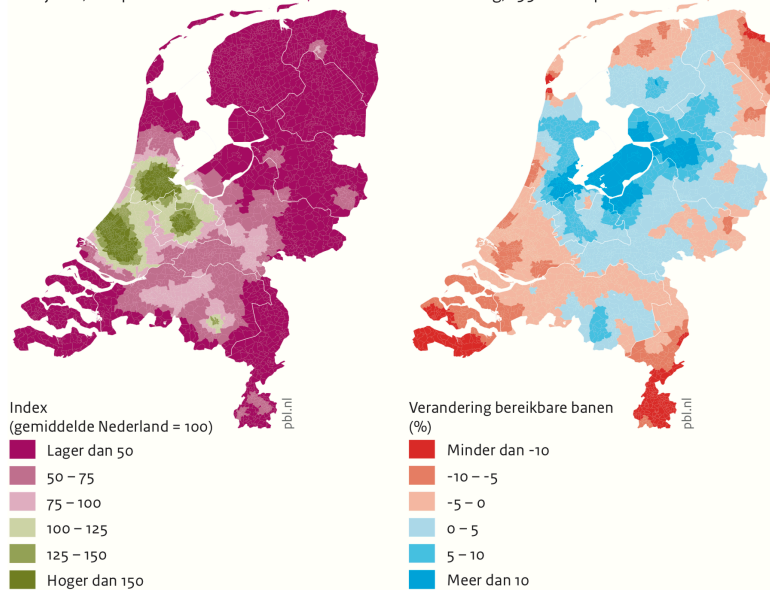 Index
(gemiddelde Nederland = 100)
Lager dan 50
50 – 75
75 – 100
100 – 125
125 – 150
Hoger dan 150
pbl.nl
Verandering bereikbare banen
(%)
Minder dan -10
-10 – -5
-5 – 0
0 – 5
5 – 10
Meer dan 10
pbl.nl